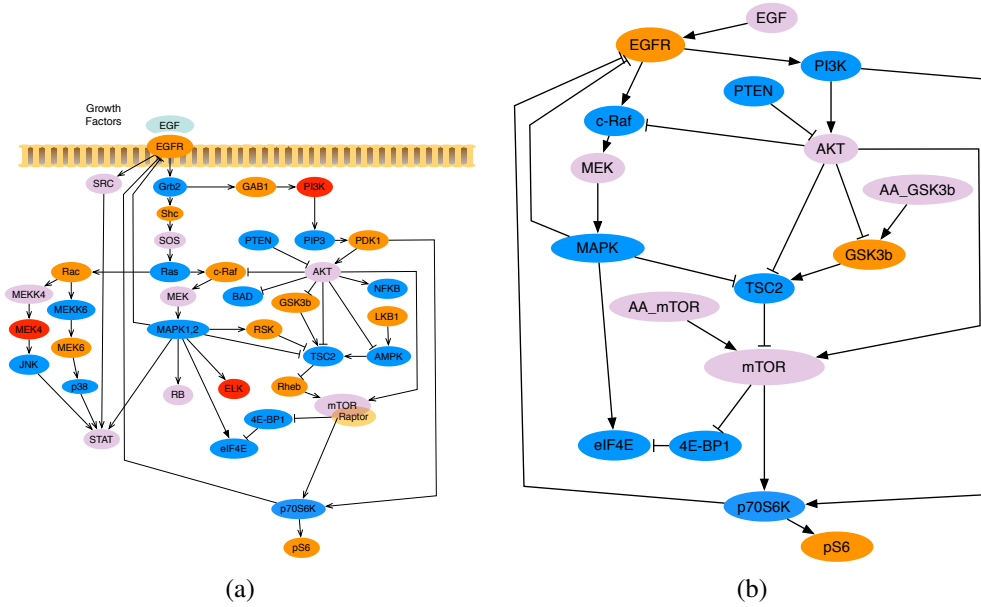 Growth
Factors
EGF
EGFR
SRC
Grb2
GAB1
PI3K
Shc
SOS
PTEN
PIP3
PDK1
Rac
Ras
c-Raf
AKT
NFKB
MEKK4
MEKK6
MEK
BAD
GSK3b
LKB1
MEK4
MAPK1,2
RSK
MEK6
TSC2
AMPK
JNK
p38
RB
ELK
Rheb
mTOR
Raptor
STAT
4E-BP1
eIF4E
p70S6K
pS6
(a)
EGF
EGFR
PI3K
PTEN
c-Raf
AKT
MEK
AA_GSK3b
MAPK
GSK3b
TSC2
AA_mTOR
mTOR
eIF4E
4E-BP1
p70S6K
pS6
(b)